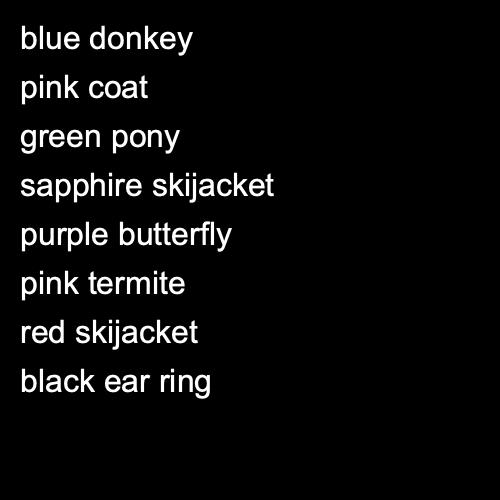 blue donkey
pink coat
green pony
sapphire skijacket
purple butterfly
pink termite
red skijacket
black ear ring